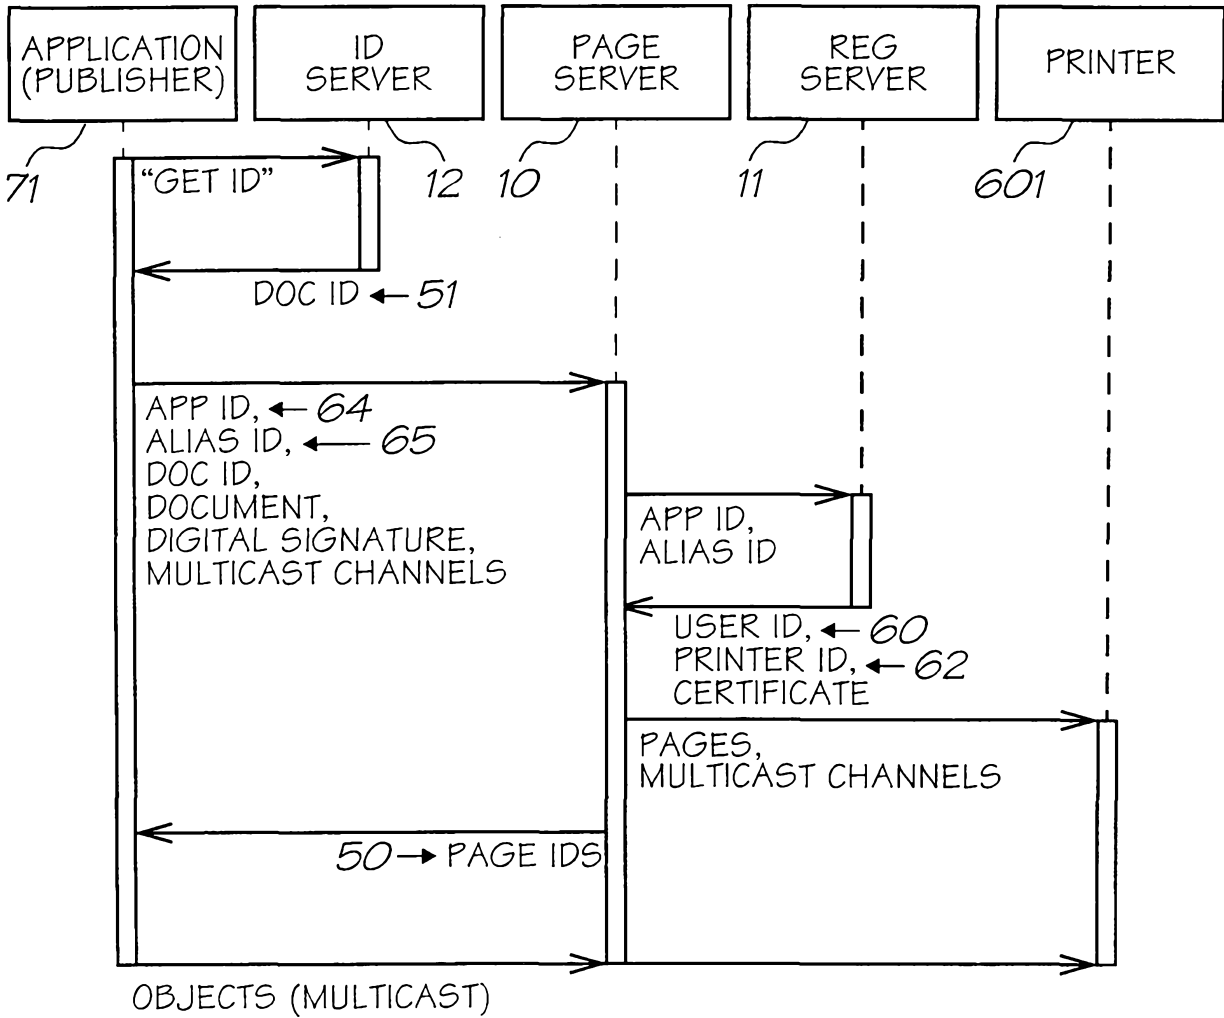 APPLICATION
(PUBLISHER)
ID
SERVER
PAGE
SERVER
REG
SERVER
PRINTER
71
12
10
11
601
"GET ID"
DOC ID ← 51
APP ID, ← 64
ALIAS ID, ← 65
DOC ID,
DOCUMENT,
DIGITAL SIGNATURE,
MULTICAST CHANNELS
APP ID,
ALIAS ID
USER ID, ← 60
PRINTER ID, ← 62
CERTIFICATE
PAGES,
MULTICAST CHANNELS
50 → PAGE IDS
OBJECTS (MULTICAST)